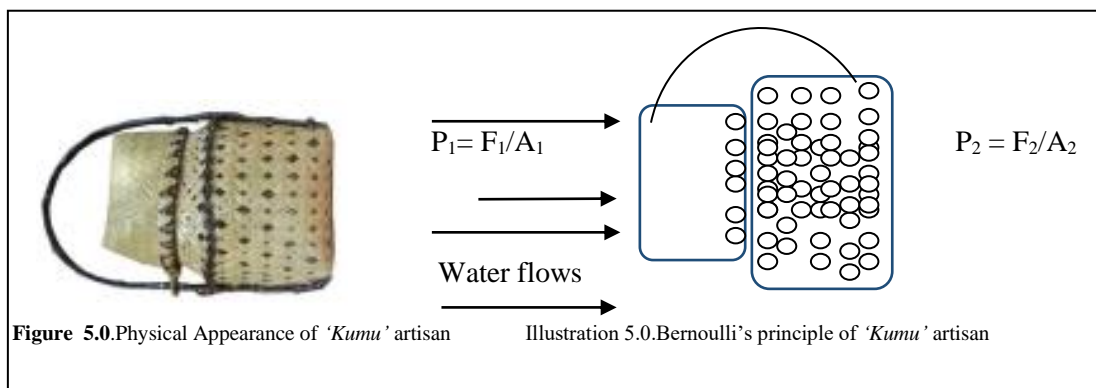 P₁= F₁/A₁
P₂ = F₂/A₂
Water flows
Figure 5.0.Physical Appearance of ‘Kumu’ artisan
Illustration 5.0.Bernoulli’s principle of ‘Kumu’ artisan